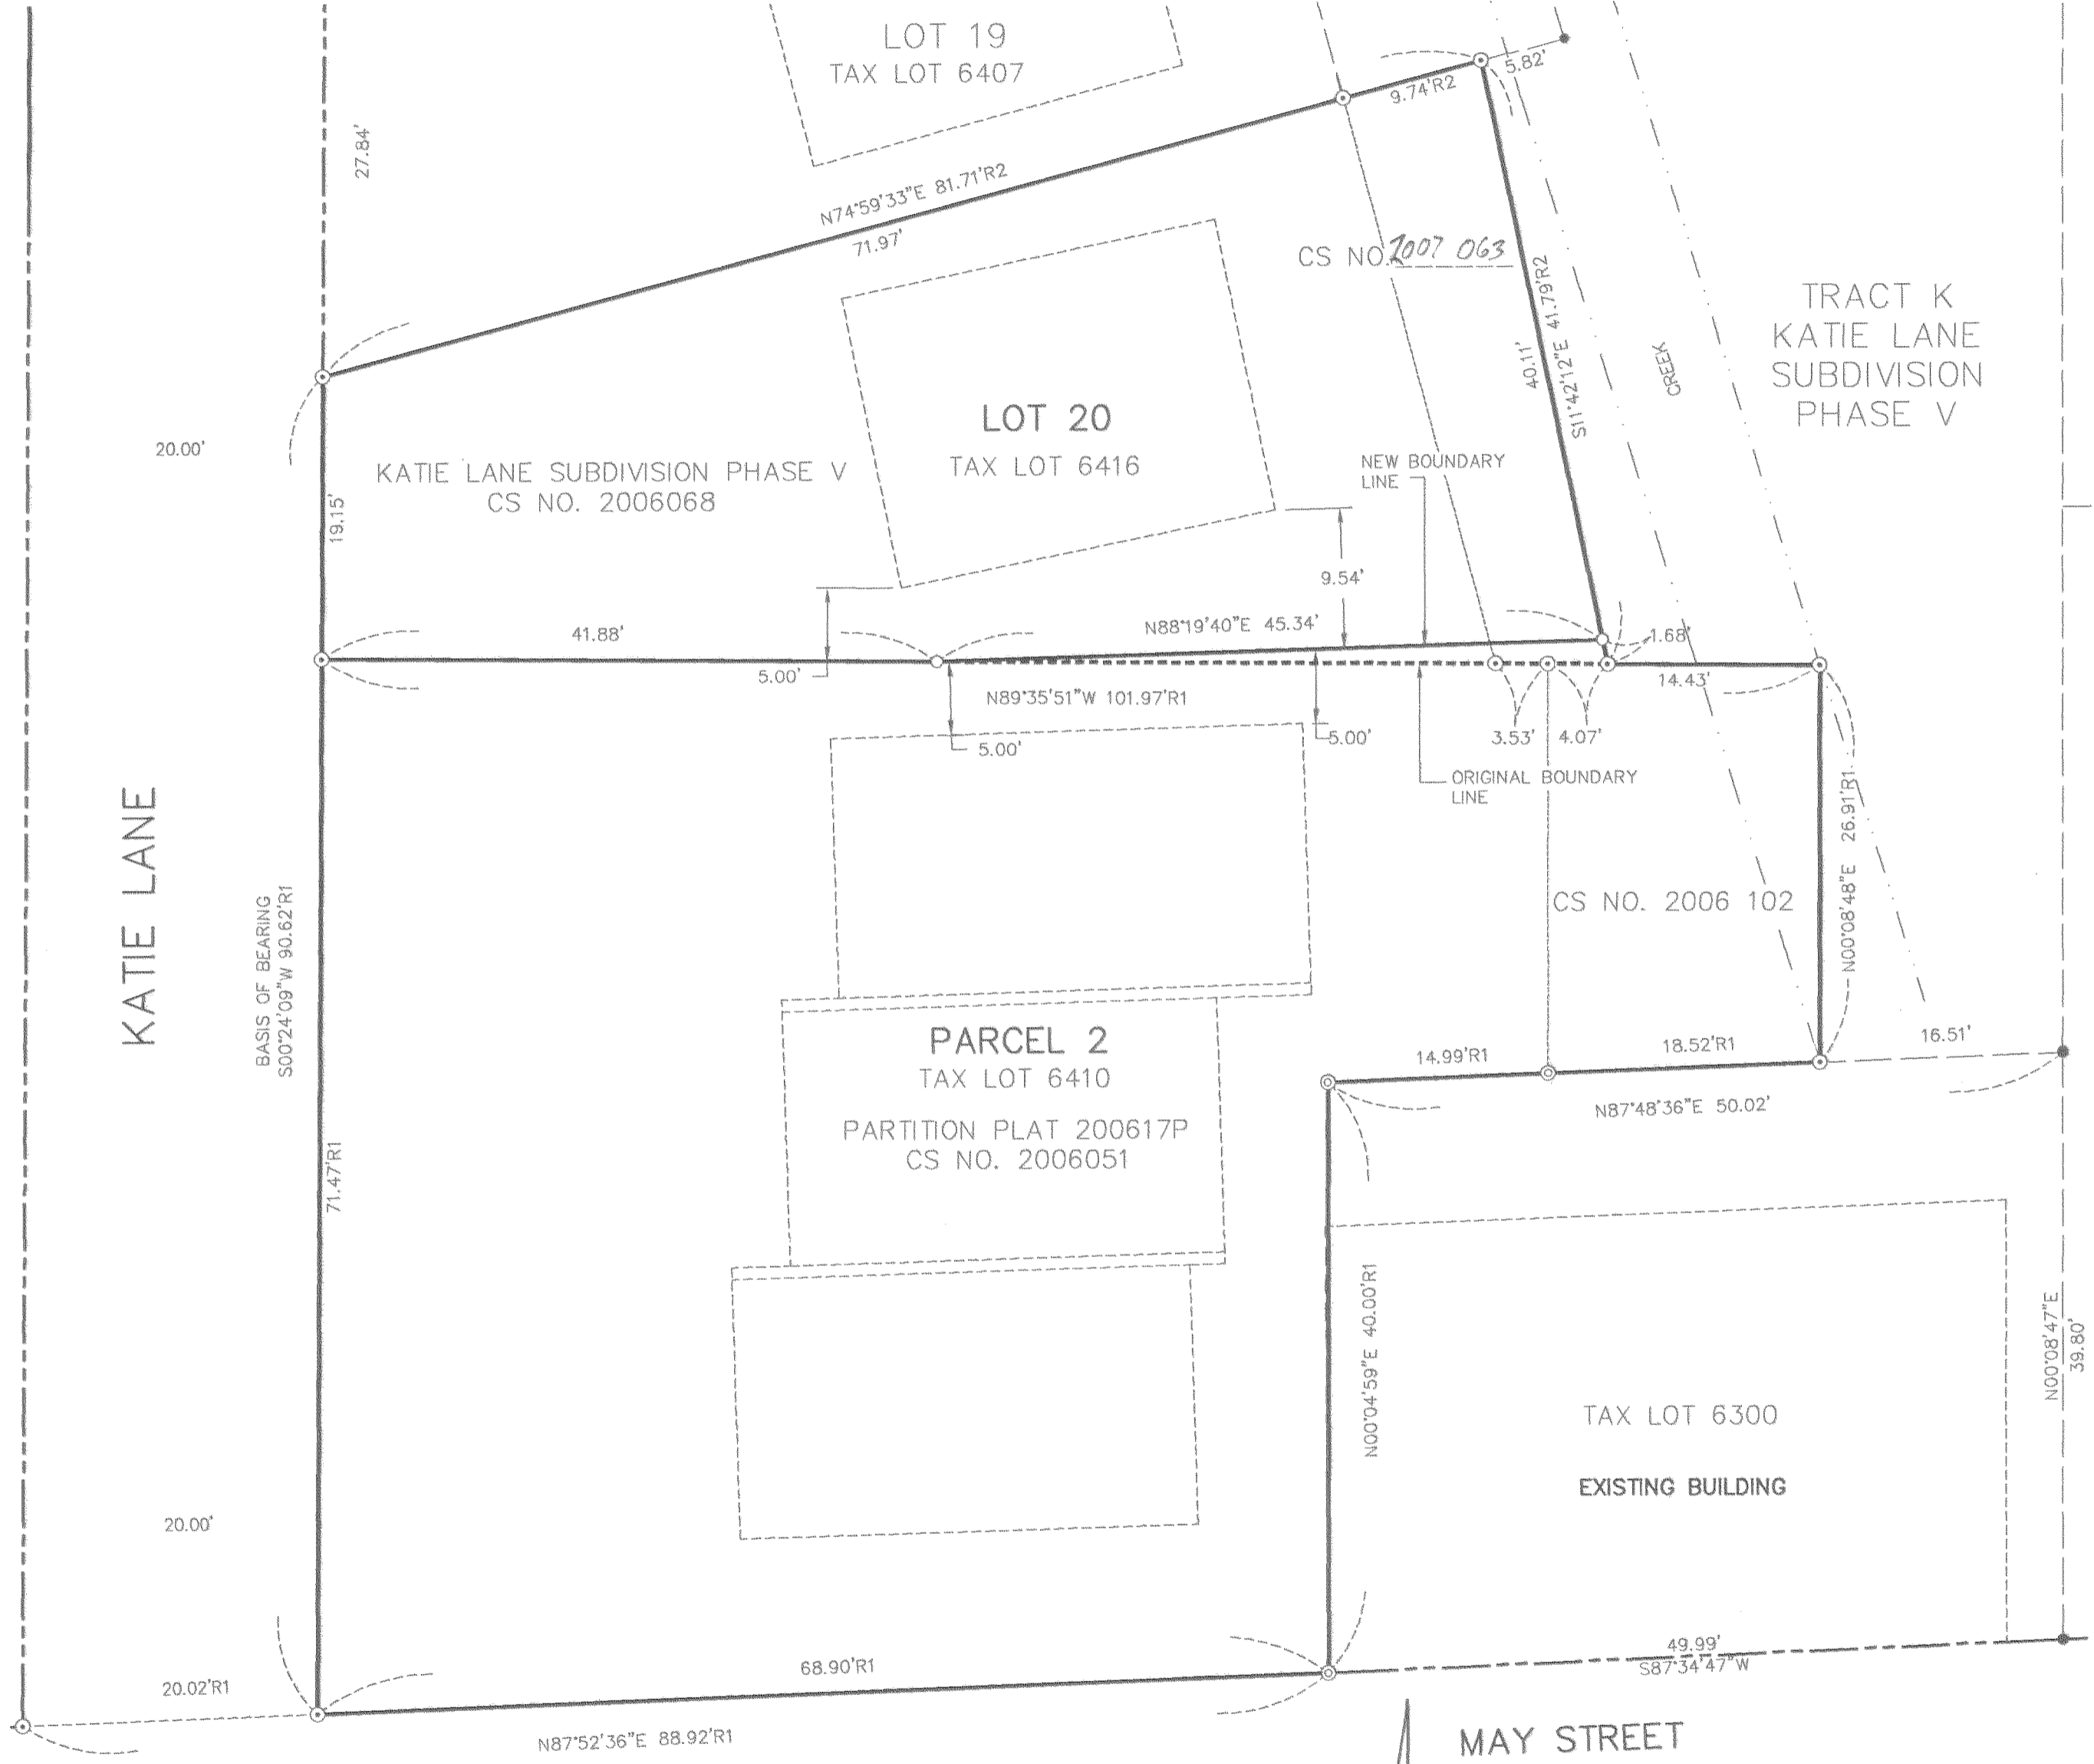 LOT 19
TAX LOT 6407
27.84'
5.82'
9.74'R2
N74°59'33"E 81.71'R2
71.97'
CS NO. 2007 063
S11°42'12"E 41.79'R2
40.11'
CREEK
TRACT K
KATIE LANE
SUBDIVISION
PHASE V
LOT 20
TAX LOT 6416
20.00'
KATIE LANE SUBDIVISION PHASE V
CS NO. 2006068
19.15'
NEW BOUNDARY
LINE
9.54'
41.88'
N88°19'40"E 45.34'
1.68'
5.00'
14.43'
N89°35'51"W 101.97'R1
5.00'
5.00'
3.53'
4.07'
ORIGINAL BOUNDARY
LINE
KATIE LANE
BASIS OF BEARING
S00°24'09"W 90.62'R1
N00°08'48"E 26.91'R1
CS NO. 2006 102
PARCEL 2
TAX LOT 6410
PARTITION PLAT 200617P
CS NO. 2006051
14.99'R1
18.52'R1
16.51'
N87°48'36"E 50.02'
71.47'R1
N00°04'59"E 40.00'R1
N00°08'47"E
39.80'
TAX LOT 6300
EXISTING BUILDING
20.00'
68.90'R1
49.99'
S87°34'47"W
20.02'R1
N87°52'36"E 88.92'R1
MAY STREET